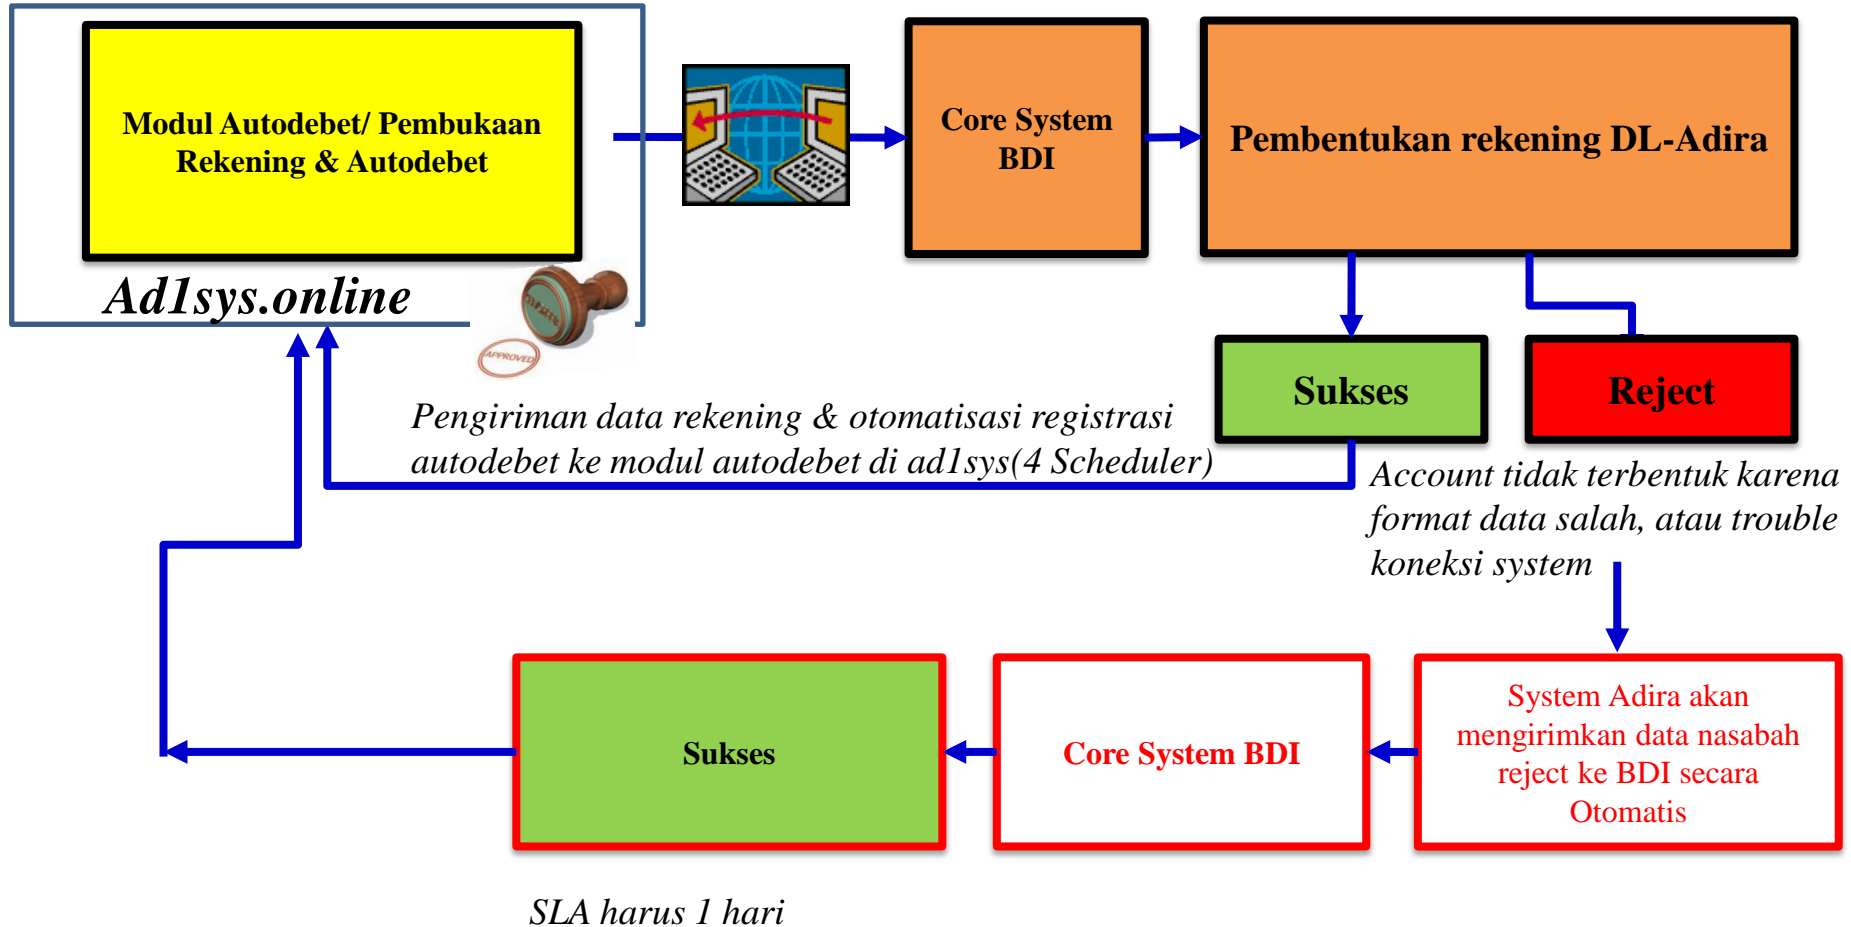 Modul Autodebet/ Pembukaan
Rekening & Autodebet
Core System
BDI
Pembentukan rekening DL-Adira
Ad1sys.online
APPROVED
Sukses
Reject
Pengiriman data rekening & otomatisasi registrasi
autodebet ke modul autodebet di ad1sys(4 Scheduler)
Account tidak terbentuk karena
format data salah, atau trouble
koneksi system
Sukses
Core System BDI
System Adira akan
mengirimkan data nasabah
reject ke BDI secara
Otomatis
SLA harus 1 hari